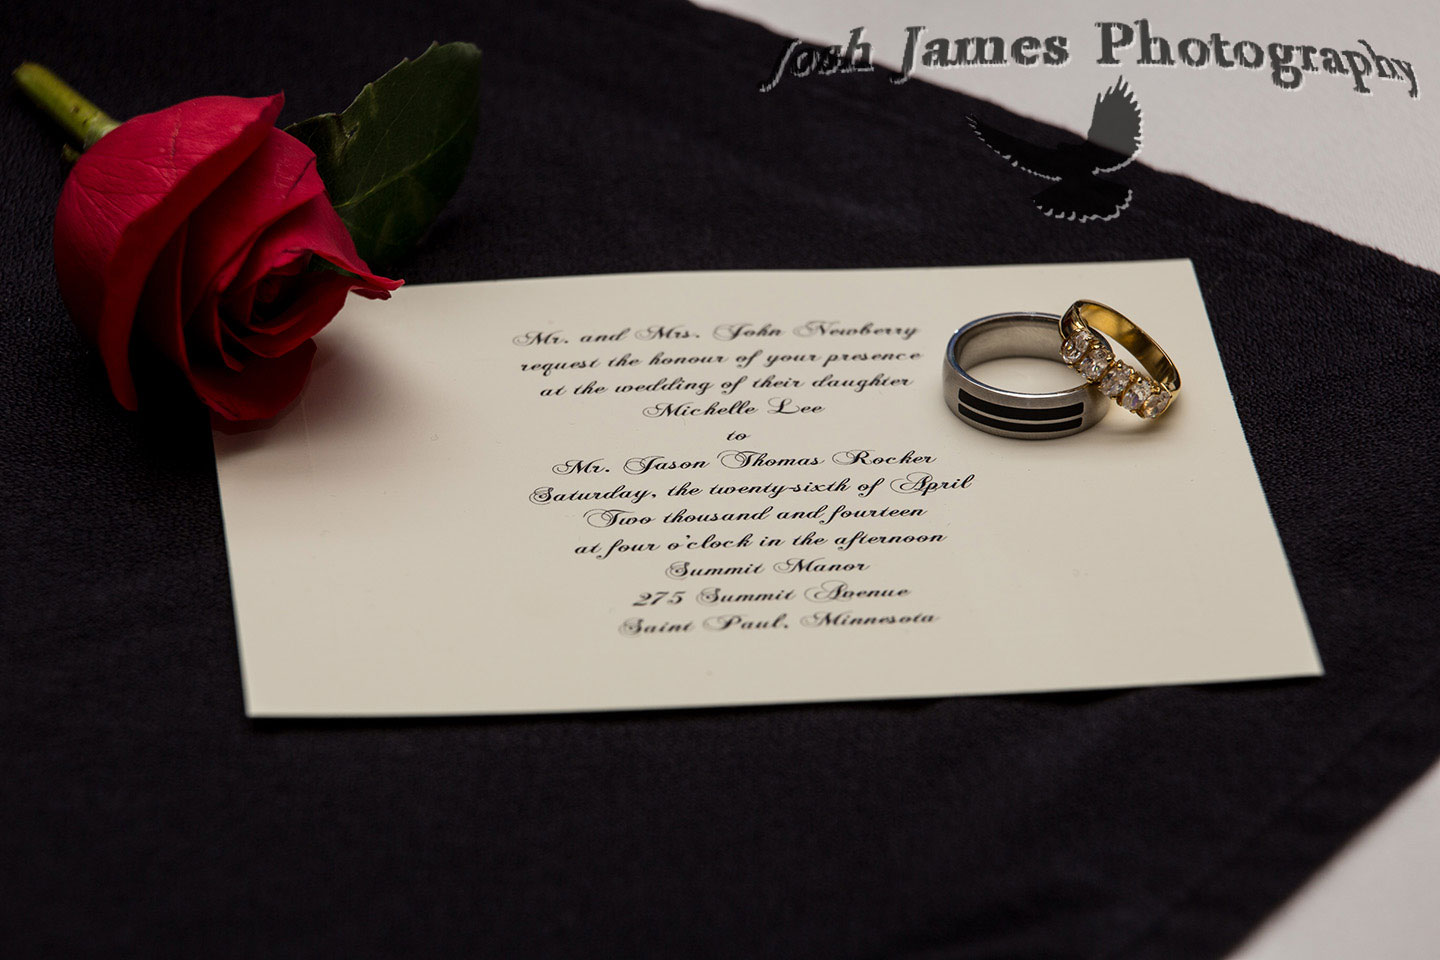 Josh James Photography
Mr. and Mrs. John Newberry
request the honour of your presence
at the wedding of their daughter
Michelle Lee
to
Mr. Jason Thomas Rocker
Saturday, the twenty-sixth of April
Two thousand and fourteen
at four o'clock in the afternoon
Summit Manor
275 Summit Avenue
Saint Paul, Minnesota